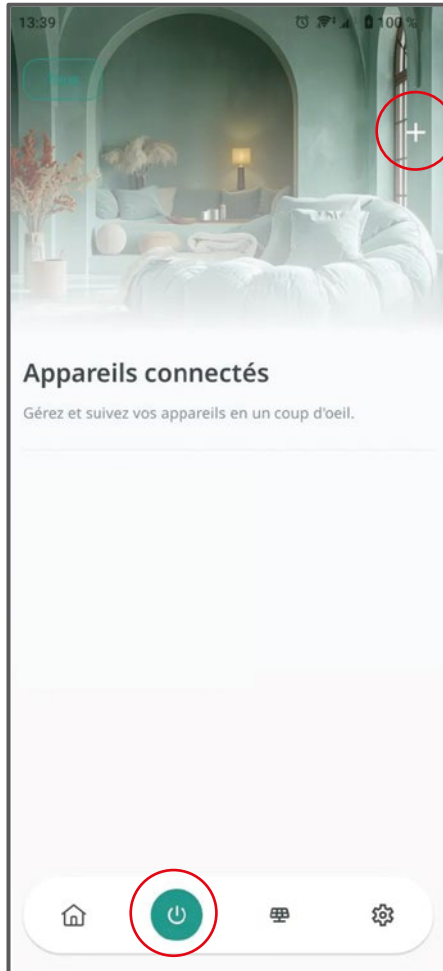 13:39 100 %
Appareils connectés
Gérez et suivez vos appareils en un coup d'oeil.